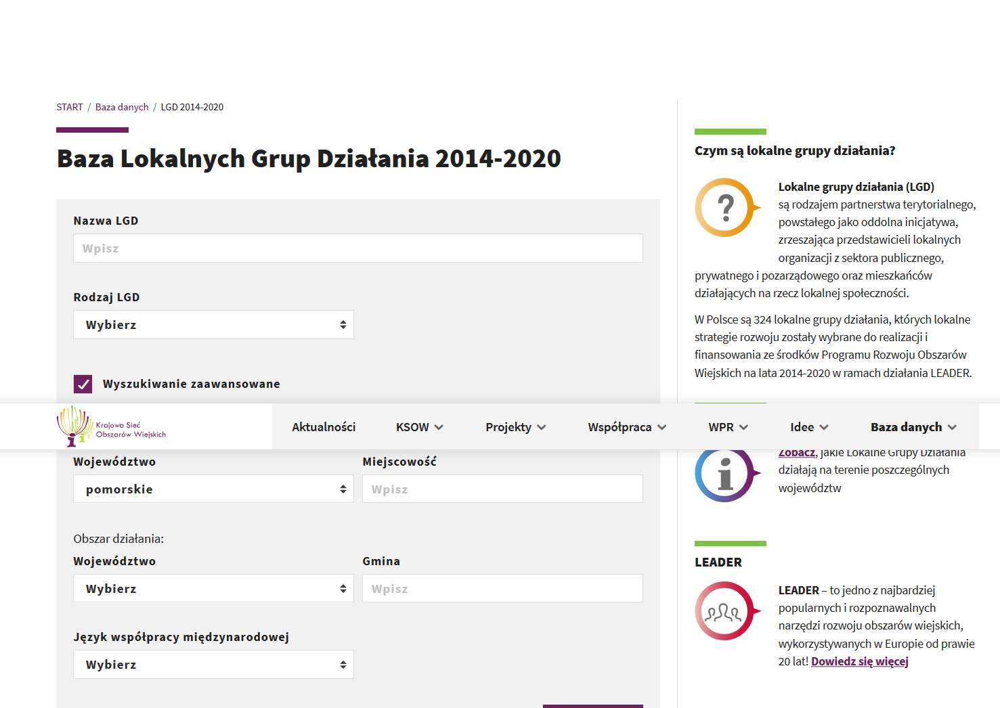 START / Baza danych / LGD 2014-2020
Baza Lokalnych Grup Działania 2014-2020
Nazwa LGD
Wpisz
Rodzaj LGD
Wybierz
Wyszukiwanie zaawansowane
Krajowa Sieć
Obszarów Wiejskich
Aktualności KSOW Projekty Współpraca WPR Idee Baza danych
Województwo Miejscowość
pomorskie Wpisz
Obszar działania:
Województwo Gmina
Wybierz Wpisz
Język współpracy międzynarodowej
Wybierz
Czym są lokalne grupy działania?
Lokalne grupy działania (LGD)
są rodzajem partnerstwa terytorialnego,
powstałego jako oddolna inicjatywa,
zrzeszająca przedstawicieli lokalnych
organizacji z sektora publicznego,
prywatnego i pozarządowego oraz mieszkańców
działających na rzecz lokalnej społeczności.
W Polsce są 324 lokalne grupy działania, których lokalne
strategie rozwoju zostały wybrane do realizacji i
finansowania ze środków Programu Rozwoju Obszarów
Wiejskich na lata 2014-2020 w ramach działania LEADER.
Zobacz, jakie Lokalne Grupy Działania
działają na terenie poszczególnych
województw
LEADER
LEADER – to jedno z najbardziej
popularnych i rozpoznawalnych
narzędzi rozwoju obszarów wiejskich,
wykorzystywanych w Europie od prawie
20 lat! Dowiedz się więcej